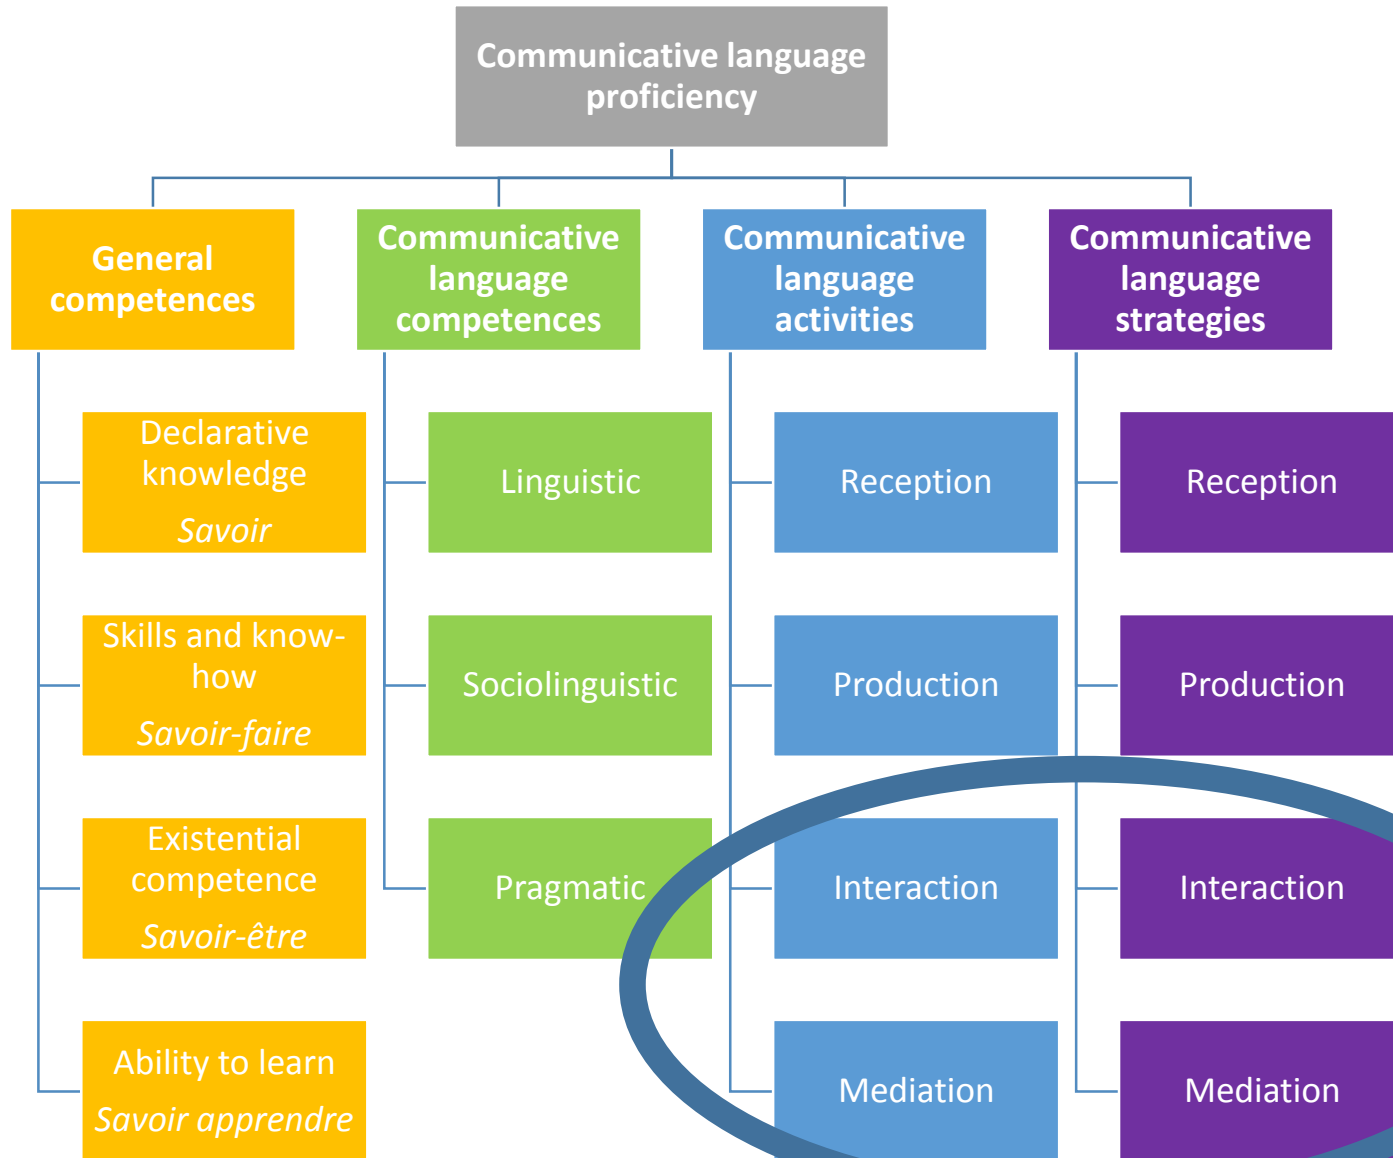 Communicative language
proficiency
General
competences
Communicative
language
competences
Communicative
language
activities
Communicative
language
strategies
Declarative
knowledge
Savoir
Linguistic
Reception
Reception
Skills and know-
how
Savoir-faire
Sociolinguistic
Production
Production
Existential
competence
Savoir-être
Pragmatic
Interaction
Interaction
Ability to learn
Savoir apprendre
Mediation
Mediation